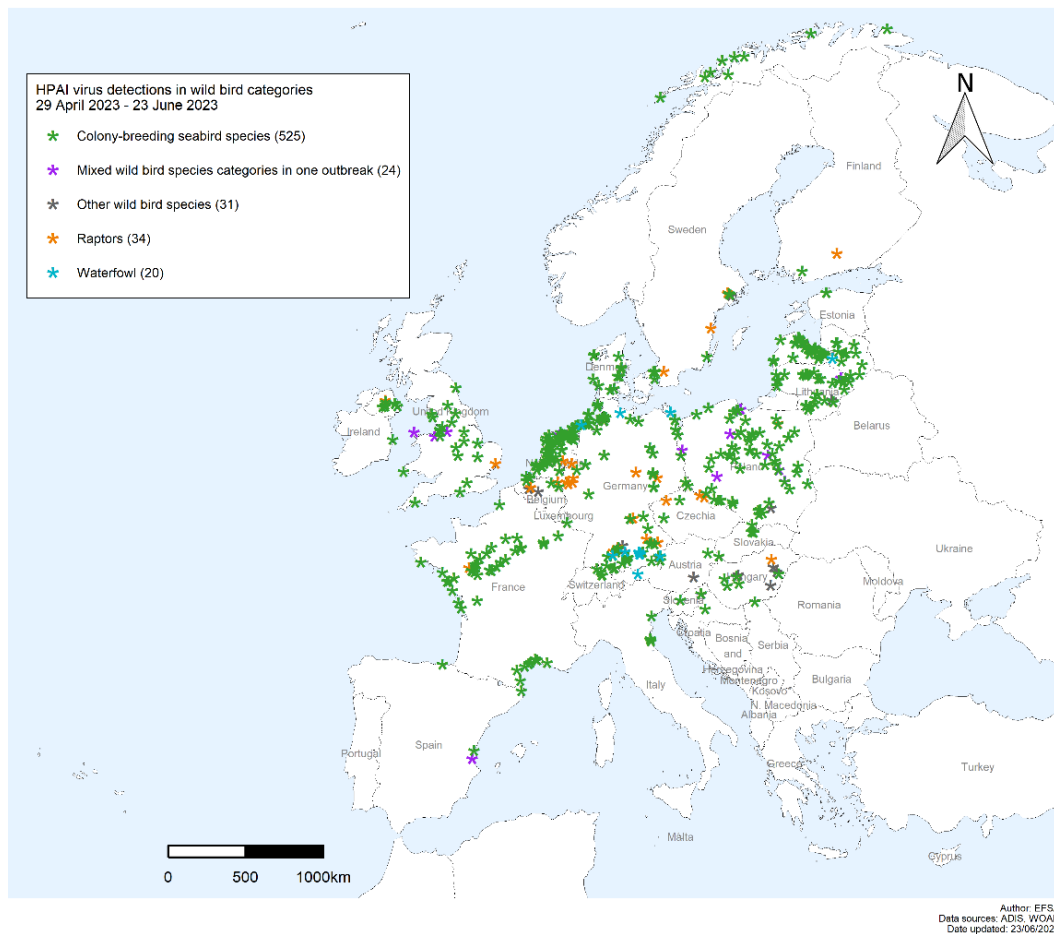 HPAI virus detections in wild bird categories
29 April 2023 - 23 June 2023
Colony-breeding seabird species (525)
Mixed wild bird species categories in one outbreak (24)
Other wild bird species (31)
Raptors (34)
Waterfowl (20)
N
Finland
Sweden
Estonia
Denmark
Lithuania
United Kingdom
Ireland
Belarus
Poland
Germany
Belgium
Luxembourg
Czechia
Slovakia
Ukraine
Austria
Hungary
Moldova
France
Switzerland
Slovenia
Romania
Croatia
Bosnia
and
Herzegovina
Serbia
Montenegro
Bulgaria
Italy
Kosovo
N. Macedonia
Albania
Spain
Portugal
Greece
Turkey
Malta
Cyprus
0 500 1000km
Author: EFS
Data sources: ADIS, WOA
Date updated: 23/06/202